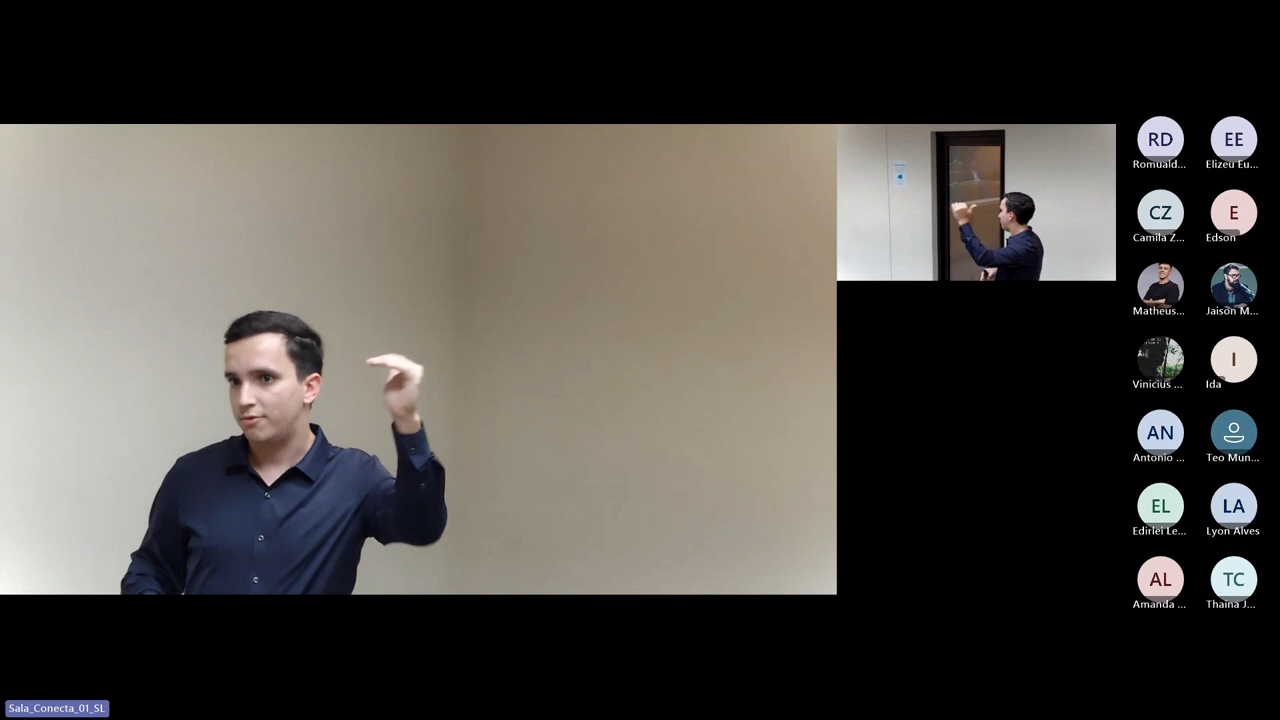 RD
EE
Romuald...
Elizeu Eu...
CZ
E
Camila Z...
Edson
Matheus...
Jaison M...
I
Vinicius ...
Ida
AN
Antonio ...
Teo Mun...
EL
LA
Edirlei Le...
Lyon Alves
AL
TC
Amanda ...
Thaina J...
Sala_Conecta_01_SL